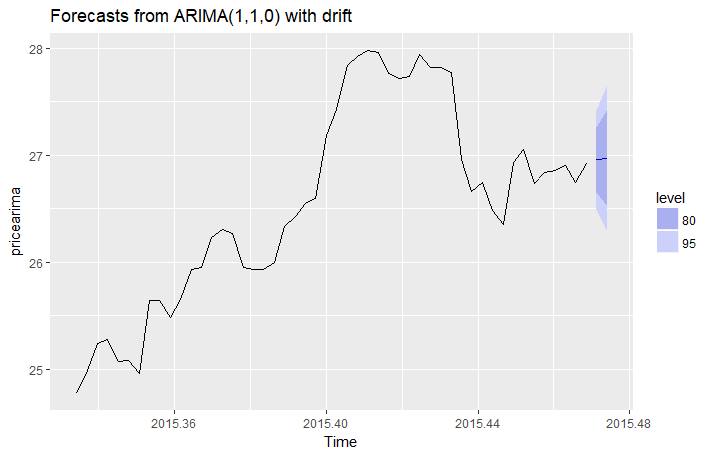 Forecasts from ARIMA(1,1,0) with drift
28
27
26
25
pricearima
2015.36
2015.40
2015.44
2015.48
Time
level
80
95